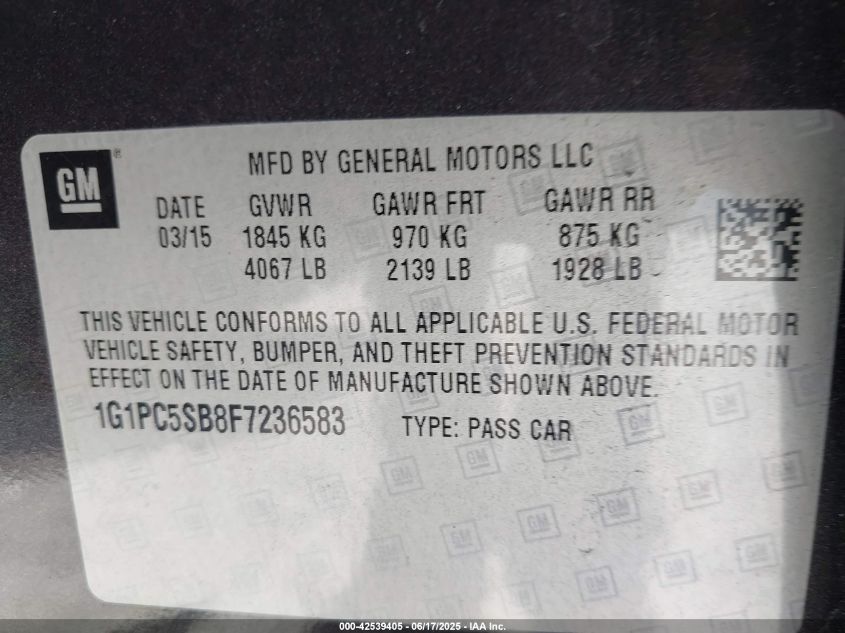 GM®
MFD BY GENERAL MOTORS LLC
DATE GVWR GAWR FRT GAWR RR
03/15 1845 KG 970 KG 875 KG
4067 LB 2139 LB 1928 LB
THIS VEHICLE CONFORMS TO ALL APPLICABLE U.S. FEDERAL MOTOR
VEHICLE SAFETY, BUMPER, AND THEFT PREVENTION STANDARDS IN
EFFECT ON THE DATE OF MANUFACTURE SHOWN ABOVE.
1G1PC5SB8F7236583 TYPE: PASS CAR
000-42539405 - 06/17/2025 - IAA Inc.